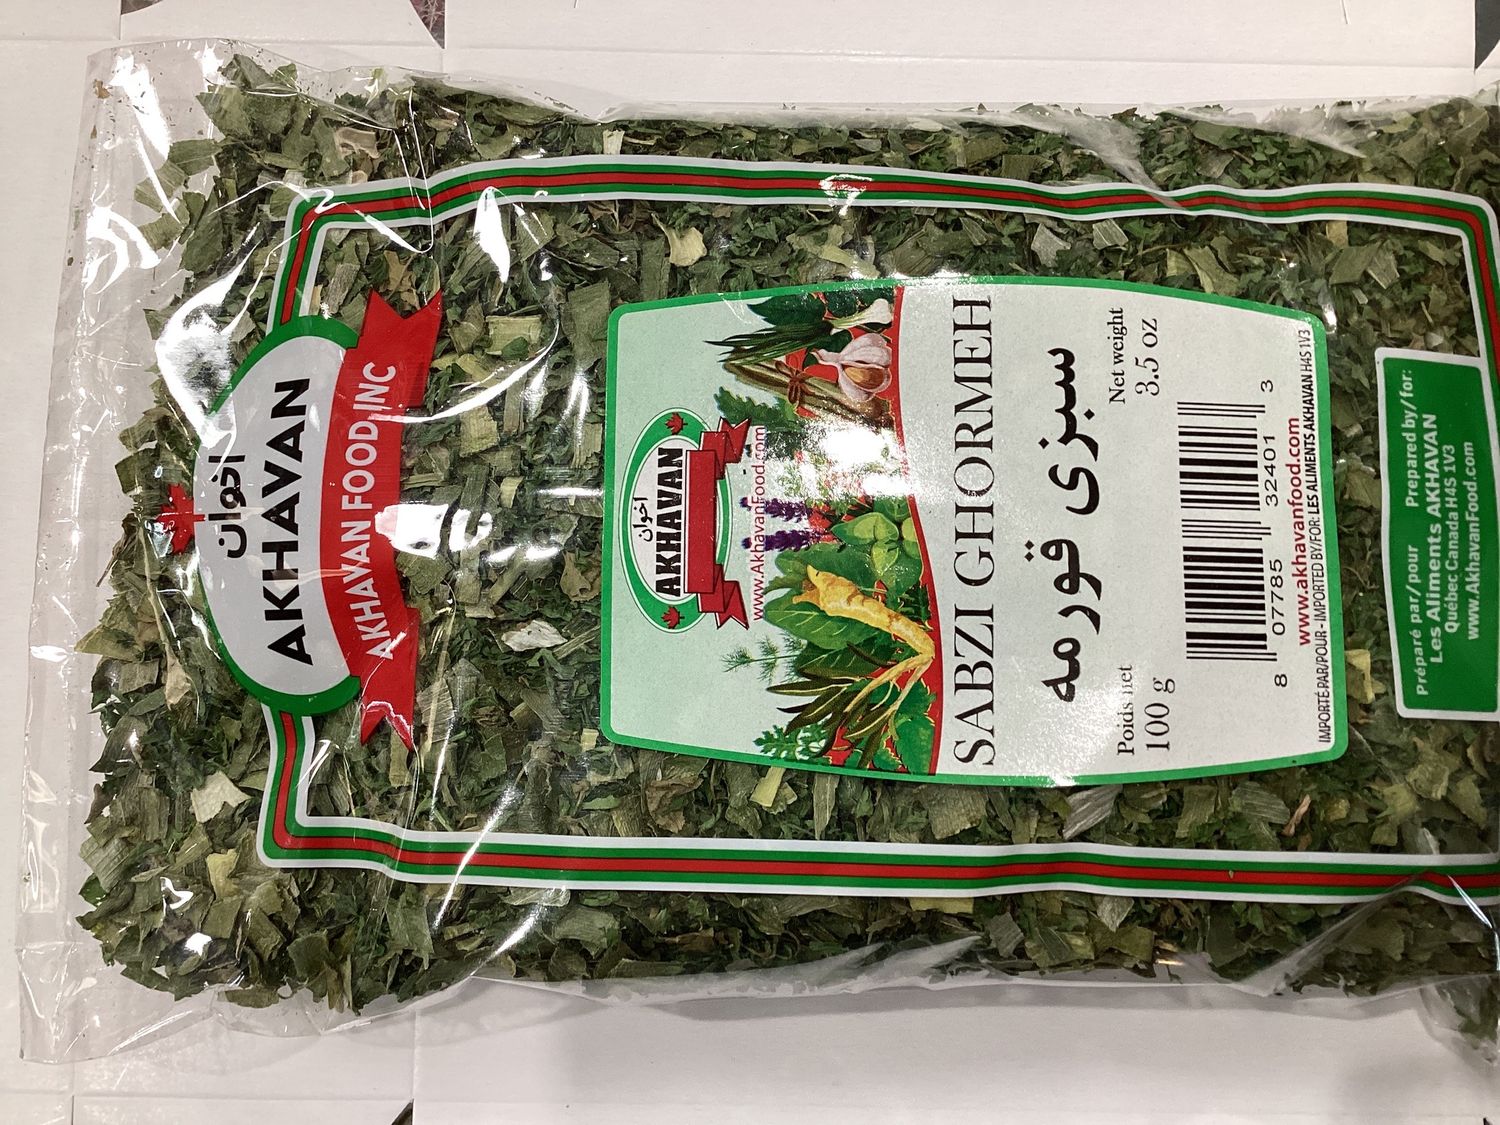 اخوان
AKHAVAN
AKHAVAN FOOD INC
اخوان
AKHAVAN
www.AkhavanFood.com
SABZI GHORMEH
سبزی قورمه
Poids net
100 g
Net weight
3.5 oz
8 07785 32401 3
www.akhavanfood.com
IMPORTÉ PAR/POUR - IMPORTED BY/FOR: LES ALIMENTS AKHAVAN H4S 1V3
Préparé par/pour Prepared by/for:
Les Aliments AKHAVAN
Québec Canada H4S 1V3
www.AkhavanFood.com